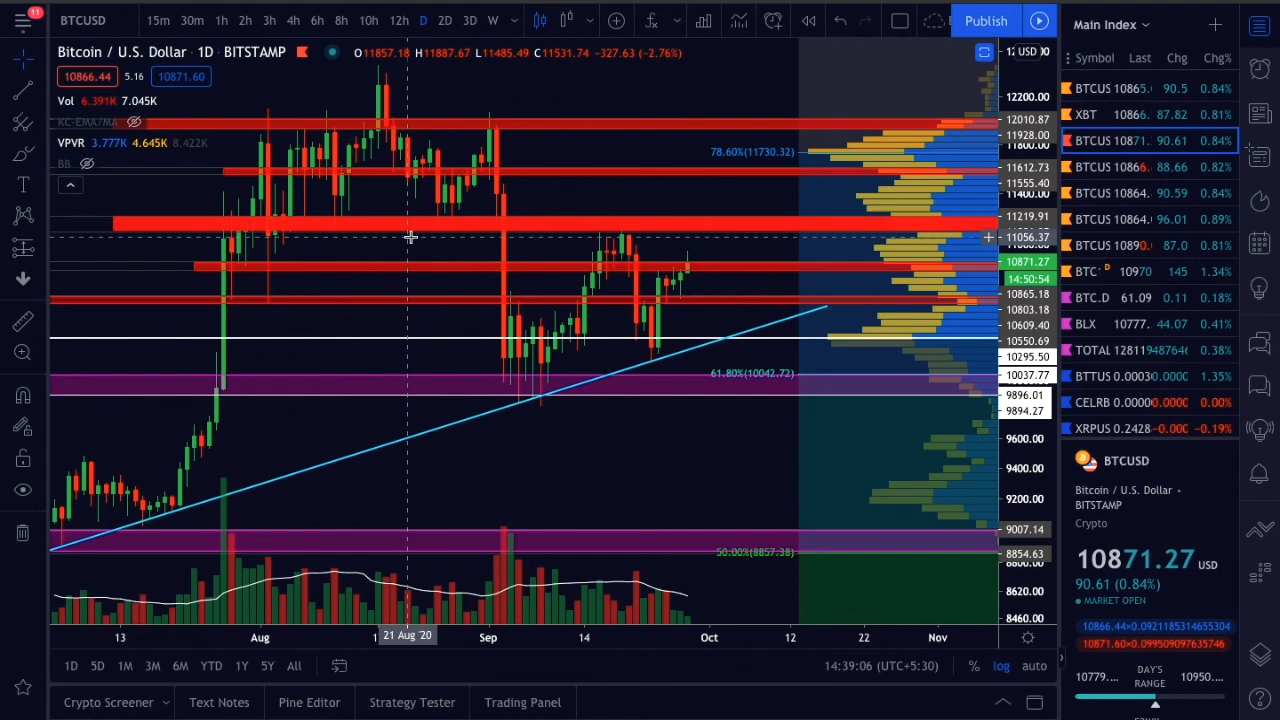 11
BTCUSD
15m 30m 1h 2h 3h 4h 6h 8h 10h 12h D 2D 3D W
Publish
Main Index
Bitcoin / U.S. Dollar • 1D • BITSTAMP
O11857.18 H11887.67 L11485.49 C11531.74 −327.63 (−2.76%)
USD
10866.44 5.16 10871.60
Vol 6.391K 7.045K
KC-EMA7MA
VPVR 3.777K 4.645K 8.422K
BB
78.60%(11730.32)
61.80%(10042.72)
50.00%(8857.38)
12200.00
12010.87
11928.00
11800.00
11612.73
11555.40
11400.00
11219.91
11056.37
10871.27
14:50:54
10865.18
10803.18
10609.40
10550.69
10295.50
10037.77
9896.01
9894.27
9600.00
9400.00
9200.00
9007.14
8854.63
8800.00
8620.00
8460.00
13 Aug 21 Aug '20 Sep 14 Oct 12 22 Nov
1D 5D 1M 3M 6M YTD 1Y 5Y All
14:39:06 (UTC+5:30) % log auto
Crypto Screener Text Notes Pine Editor Strategy Tester Trading Panel
Symbol Last Chg Chg%
BTCUS 10865. 90.5 0.84%
XBT 10866. 87.82 0.81%
BTCUS 10871. 90.61 0.84%
BTCUS 10866. 88.66 0.82%
BTCUS 10864. 90.59 0.84%
BTCUS 10864. 96.01 0.89%
BTCUS 10890. 87.0 0.81%
BTC D 10970 145 1.34%
BTC.D 61.09 0.11 0.18%
BLX 10777. 44.07 0.41%
TOTAL 12811 9487646 0.38%
BTTUS 0.0003 0.0000 1.35%
CELRB 0.0000 0.0000 0.00%
XRPUS 0.2428 −0.000 −0.19%
BTCUSD
Bitcoin / U.S. Dollar •
BITSTAMP
Crypto
10871.27 USD
90.61 (0.84%)
MARKET OPEN
10866.44×0.0921185314655304
10871.60×0.099509097635746
10779.... DAY'S RANGE 10950....